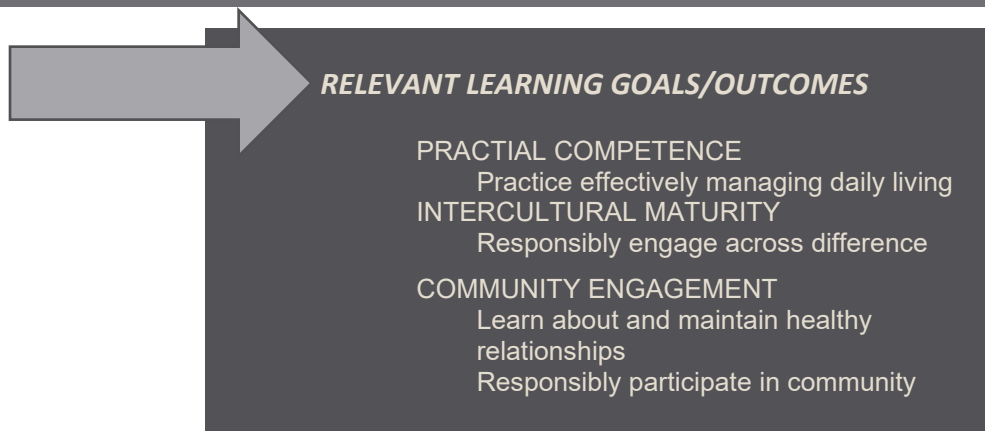 RELEVANT LEARNING GOALS/OUTCOMES
PRACTIAL COMPETENCE
Practice effectively managing daily living
INTERCULTURAL MATURITY
Responsibly engage across difference
COMMUNITY ENGAGEMENT
Learn about and maintain healthy
relationships
Responsibly participate in community